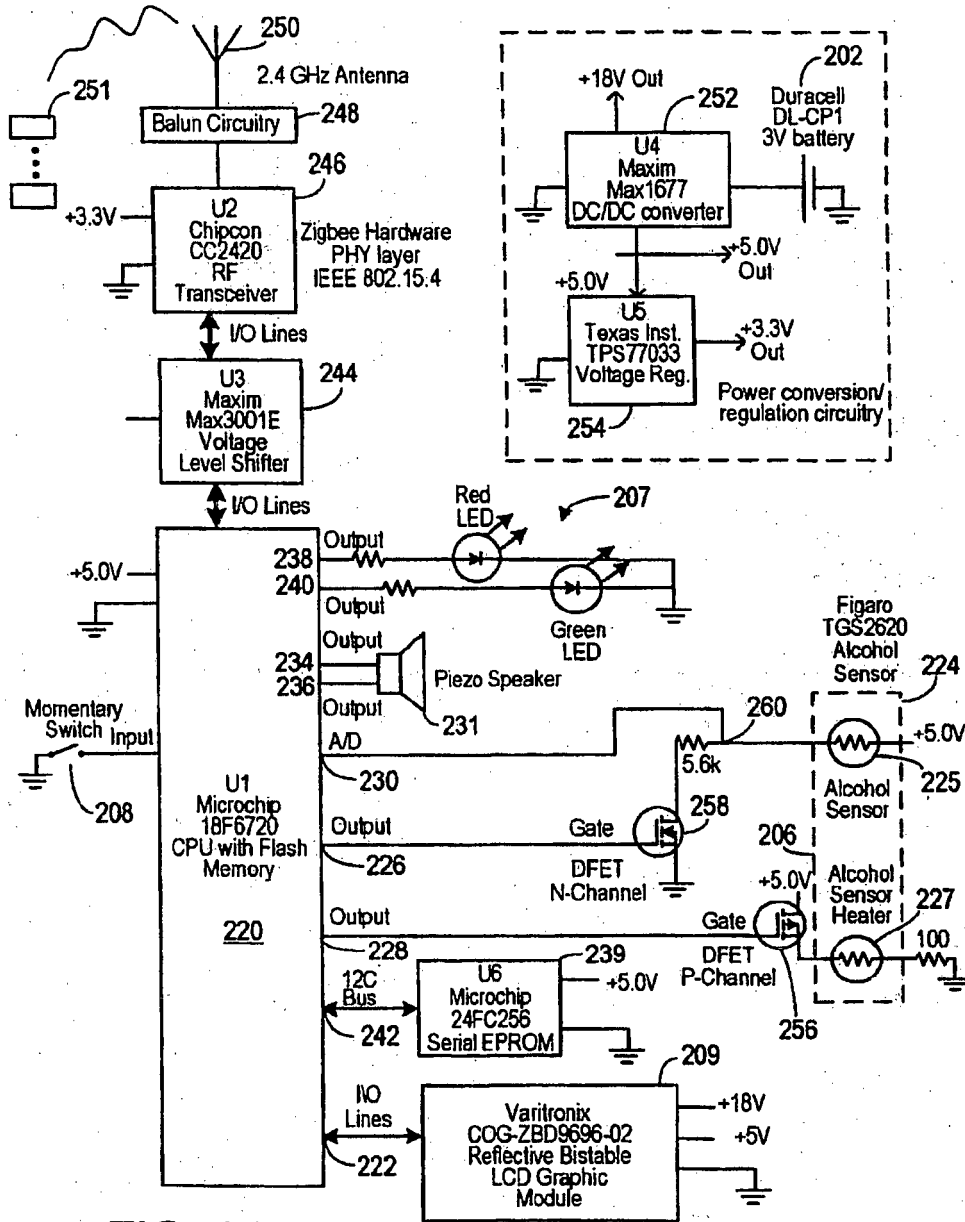 250
2.4 GHz Antenna
251
Balun Circuitry
248
246
+3.3V
U2
Chipcon
CC2420
RF
Transceiver
Zigbee Hardware
PHY layer
IEEE 802.15.4
I/O Lines
U3
Maxim
Max3001E
Voltage
Level Shifter
244
I/O Lines
202
+18V Out
252
Duracell
DL-CP1
3V battery
U4
Maxim
Max1677
DC/DC converter
+5.0V
Out
+5.0V
U5
Texas Inst.
TPS77033
Voltage Reg.
+3.3V
Out
254
Power conversion/
regulation circuitry
Red
LED
207
Output
238
240
Output
Green
LED
+5.0V
Output
234
236
Output
Piezo Speaker
231
Momentary
Switch
Input
208
A/D
230
260
5.6k
Figaro
TGS2620
Alcohol
Sensor
224
+5.0V
225
Alcohol
Sensor
U1
Microchip
18F6720
CPU with Flash
Memory
220
Output
226
Gate
258
DFET
N-Channel
206
+5.0V
Alcohol
Sensor
Heater
227
100
Output
228
Gate
DFET
P-Channel
256
12C
Bus
242
239
U6
Microchip
24FC256
Serial EPROM
+5.0V
209
I\O
Lines
222
Varitronix
COG-ZBD9696-02
Reflective Bistable
LCD Graphic
Module
+18V
+5V